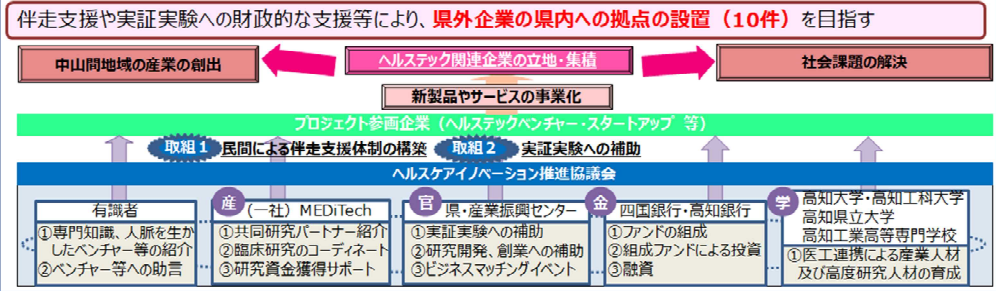 伴走支援や実証実験への財政的な支援等により、県外企業の県内への拠点の設置（10件）を目指す
中山間地域の産業の創出
ヘルステック関連企業の立地・集積
社会課題の解決
新製品やサービスの事業化
プロジェクト参画企業（ヘルステックベンチャー・スタートアップ 等）
取組１ 民間による伴走支援体制の構築
取組２ 実証実験への補助
ヘルスケアイノベーション推進協議会
有識者
①専門知識、人脈を生か
したベンチャー等の紹介
②ベンチャー等への助言
産
（一社）MEDiTech
①共同研究パートナー紹介
②臨床研究のコーディネート
③研究資金獲得サポート
官
県・産業振興センター
①実証実験への補助
②研究開発、創業への補助
③ビジネスマッチングイベント
金
四国銀行・高知銀行
①ファンドの組成
②組成ファンドによる投資
③融資
学
高知大学・高知工科大学
高知県立大学
高知工業高等専門学校
①医工連携による産業人材
及び高度研究人材の育成